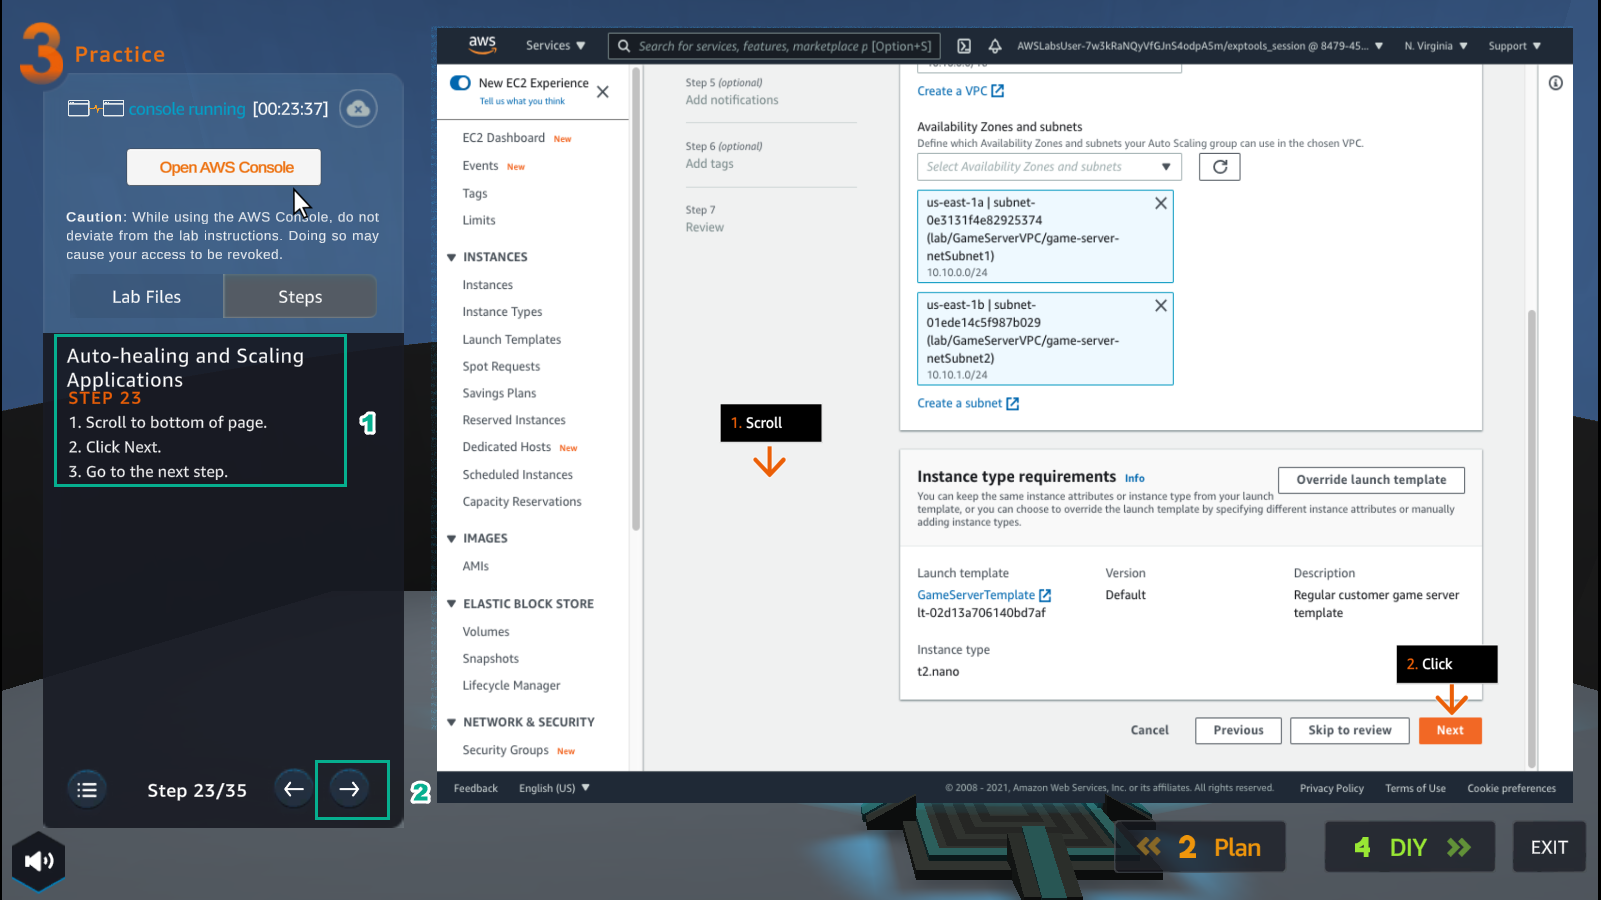 3 Practice
console running [00:23:37]
Open AWS Console
Caution: While using the AWS Console, do not
deviate from the lab instructions. Doing so may
cause your access to be revoked.
Lab Files
Steps
Auto-healing and Scaling
Applications
STEP 23
1. Scroll to bottom of page.
2. Click Next.
3. Go to the next step.
1
Step 23/35
2
aws
Services
Search for services, features, marketplace p [Option+S]
AWSLabsUser-7w3kRaNQyVfGJnS4odpA5m/exptools_session @ 8479-45...
N. Virginia
Support
New EC2 Experience
Tell us what you think
EC2 Dashboard New
Events New
Tags
Limits
INSTANCES
Instances
Instance Types
Launch Templates
Spot Requests
Savings Plans
Reserved Instances
Dedicated Hosts New
Scheduled Instances
Capacity Reservations
IMAGES
AMIs
ELASTIC BLOCK STORE
Volumes
Snapshots
Lifecycle Manager
NETWORK & SECURITY
Security Groups New
Step 5 (optional)
Add notifications
Step 6 (optional)
Add tags
Step 7
Review
1. Scroll
Create a VPC
Availability Zones and subnets
Define which Availability Zones and subnets your Auto Scaling group can use in the chosen VPC.
Select Availability Zones and subnets
us-east-1a | subnet-
0e3131f4e82925374
(lab/GameServerVPC/game-server-
netSubnet1)
10.10.0.0/24
us-east-1b | subnet-
01ede14c5f987b029
(lab/GameServerVPC/game-server-
netSubnet2)
10.10.1.0/24
Create a subnet
Instance type requirements Info
Override launch template
You can keep the same instance attributes or instance type from your launch
template, or you can choose to override the launch template by specifying different instance attributes or manually
adding instance types.
Launch template
GameServerTemplate
lt-02d13a706140bd7af
Version
Default
Description
Regular customer game server
template
Instance type
t2.nano
2. Click
Cancel
Previous
Skip to review
Next
Feedback
English (US)
© 2008 - 2021, Amazon Web Services, Inc. or its affiliates. All rights reserved.
Privacy Policy
Terms of Use
Cookie preferences
2 Plan
4 DIY
EXIT